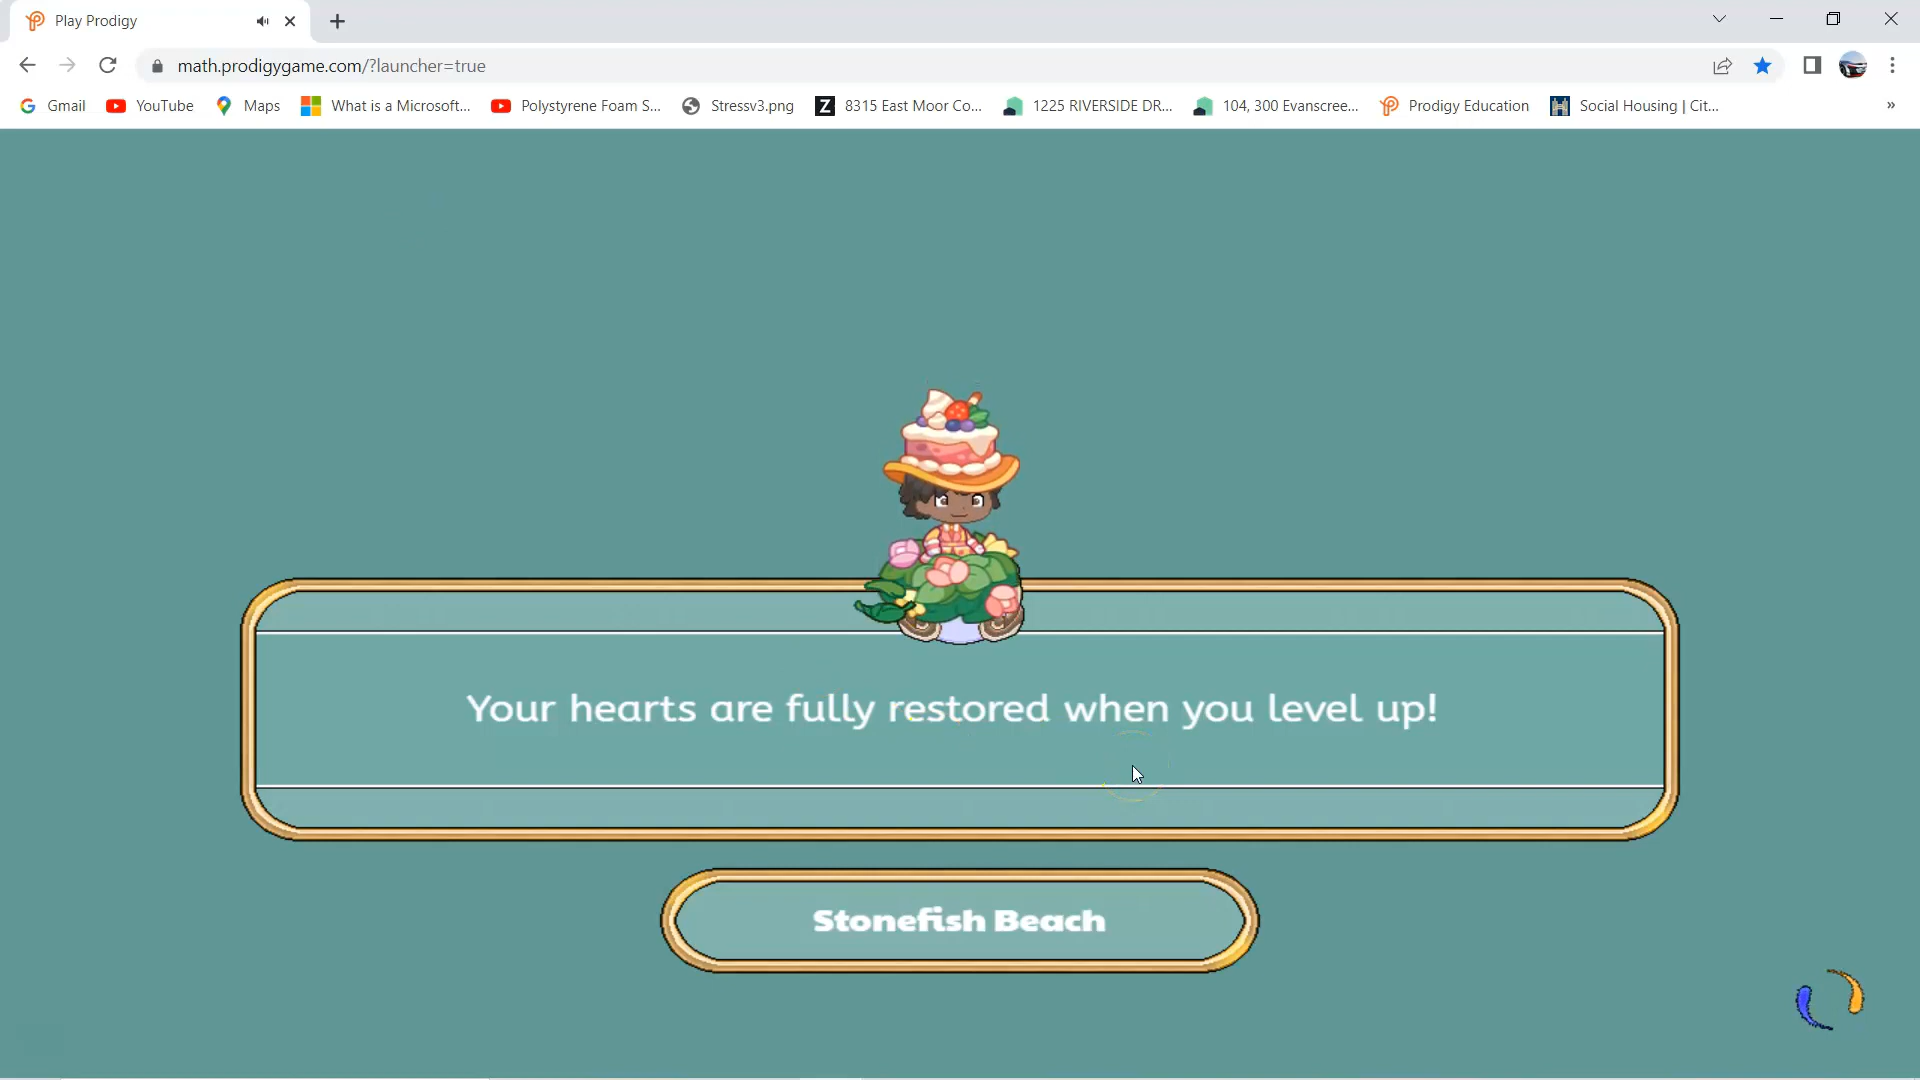 Play Prodigy
math.prodigygame.com/?launcher=true
Gmail
YouTube
Maps
What is a Microsoft...
Polystyrene Foam S...
Stressv3.png
Z
8315 East Moor Co...
1225 RIVERSIDE DR...
104, 300 Evanscree...
Prodigy Education
Social Housing | Cit...
»
Your hearts are fully restored when you level up!
Stonefish Beach